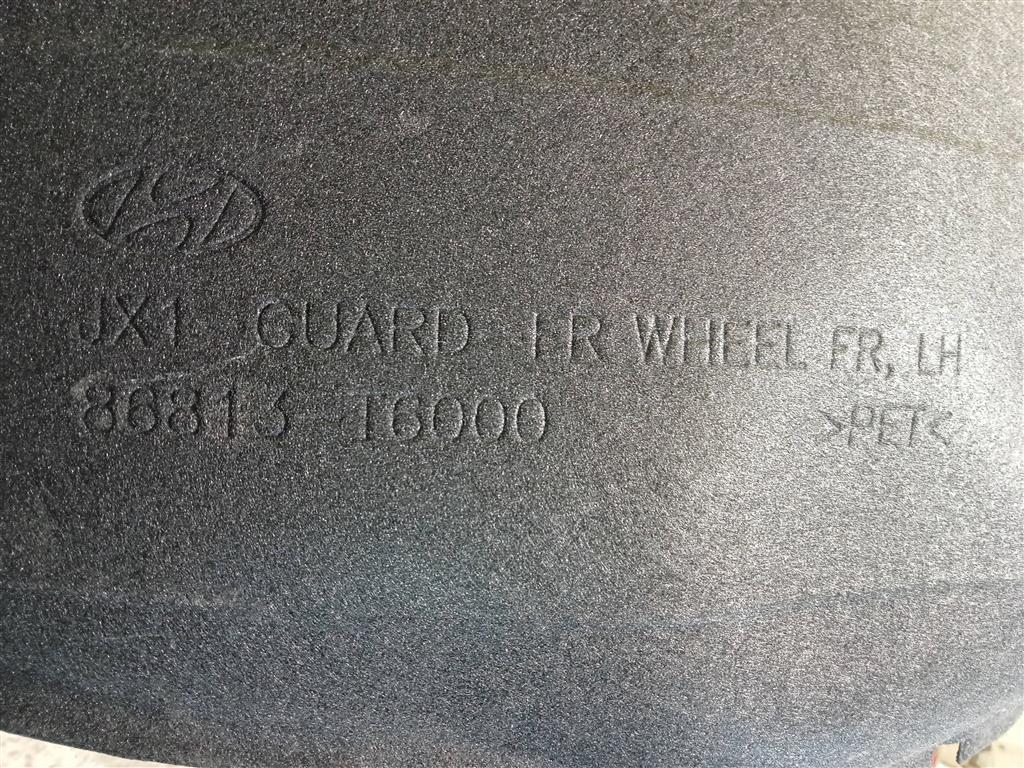 JX1 GUARD FR WHEEL FR, LH
86813 T6000 >PET<